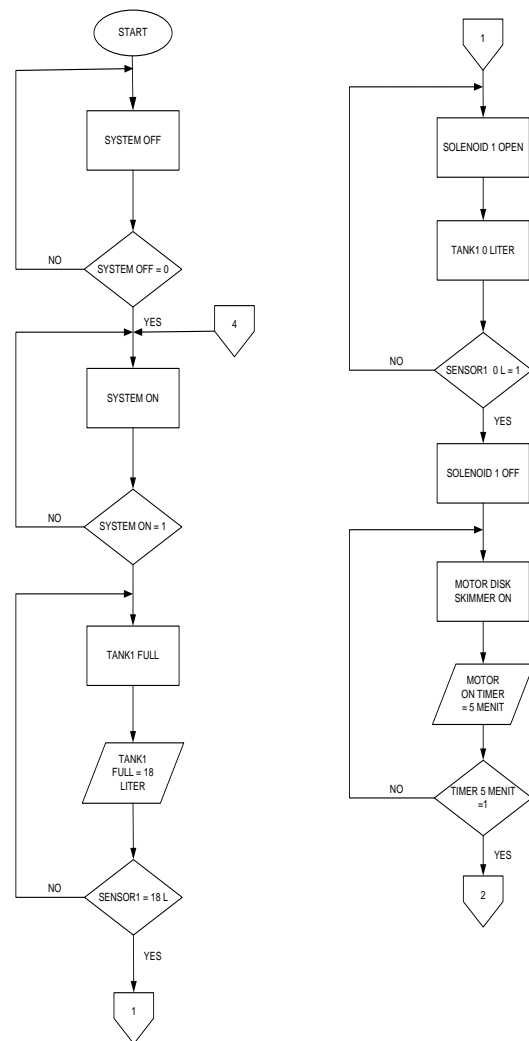 START
SYSTEM OFF
NO
SYSTEM OFF = 0
YES
4
SYSTEM ON
NO
SYSTEM ON = 1
TANK1 FULL
TANK1
FULL = 18
LITER
NO
SENSOR1 = 18 L
YES
1
1
SOLENOID 1 OPEN
TANK1 0 LITER
NO
SENSOR1 0 L = 1
YES
SOLENOID 1 OFF
MOTOR DISK
SKIMMER ON
MOTOR
ON TIMER
= 5 MENIT
NO
TIMER 5 MENIT
=1
YES
2